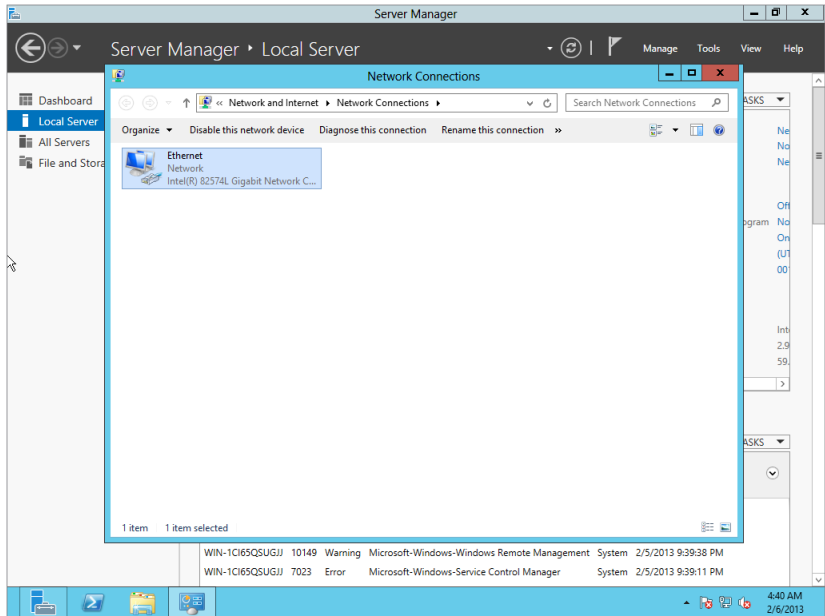 Server Manager
Server Manager • Local Server
Manage Tools View Help
Network Connections
« Network and Internet Network Connections
Search Network Connections
Organize Disable this network device Diagnose this connection Rename this connection »
Ethernet
Network
Intel(R) 82574L Gigabit Network C...
Dashboard
Local Server
All Servers
File and Stora
ASKS
Ne
No
Ne
Off
ogram No
On
(UT
00
Int
2.9
59.
ASKS
1 item 1 item selected
WIN-1CI65QSUGJJ 10149 Warning Microsoft-Windows-Windows Remote Management System 2/5/2013 9:39:38 PM
WIN-1CI65QSUGJJ 7023 Error Microsoft-Windows-Service Control Manager System 2/5/2013 9:39:11 PM
4:40 AM
2/6/2013